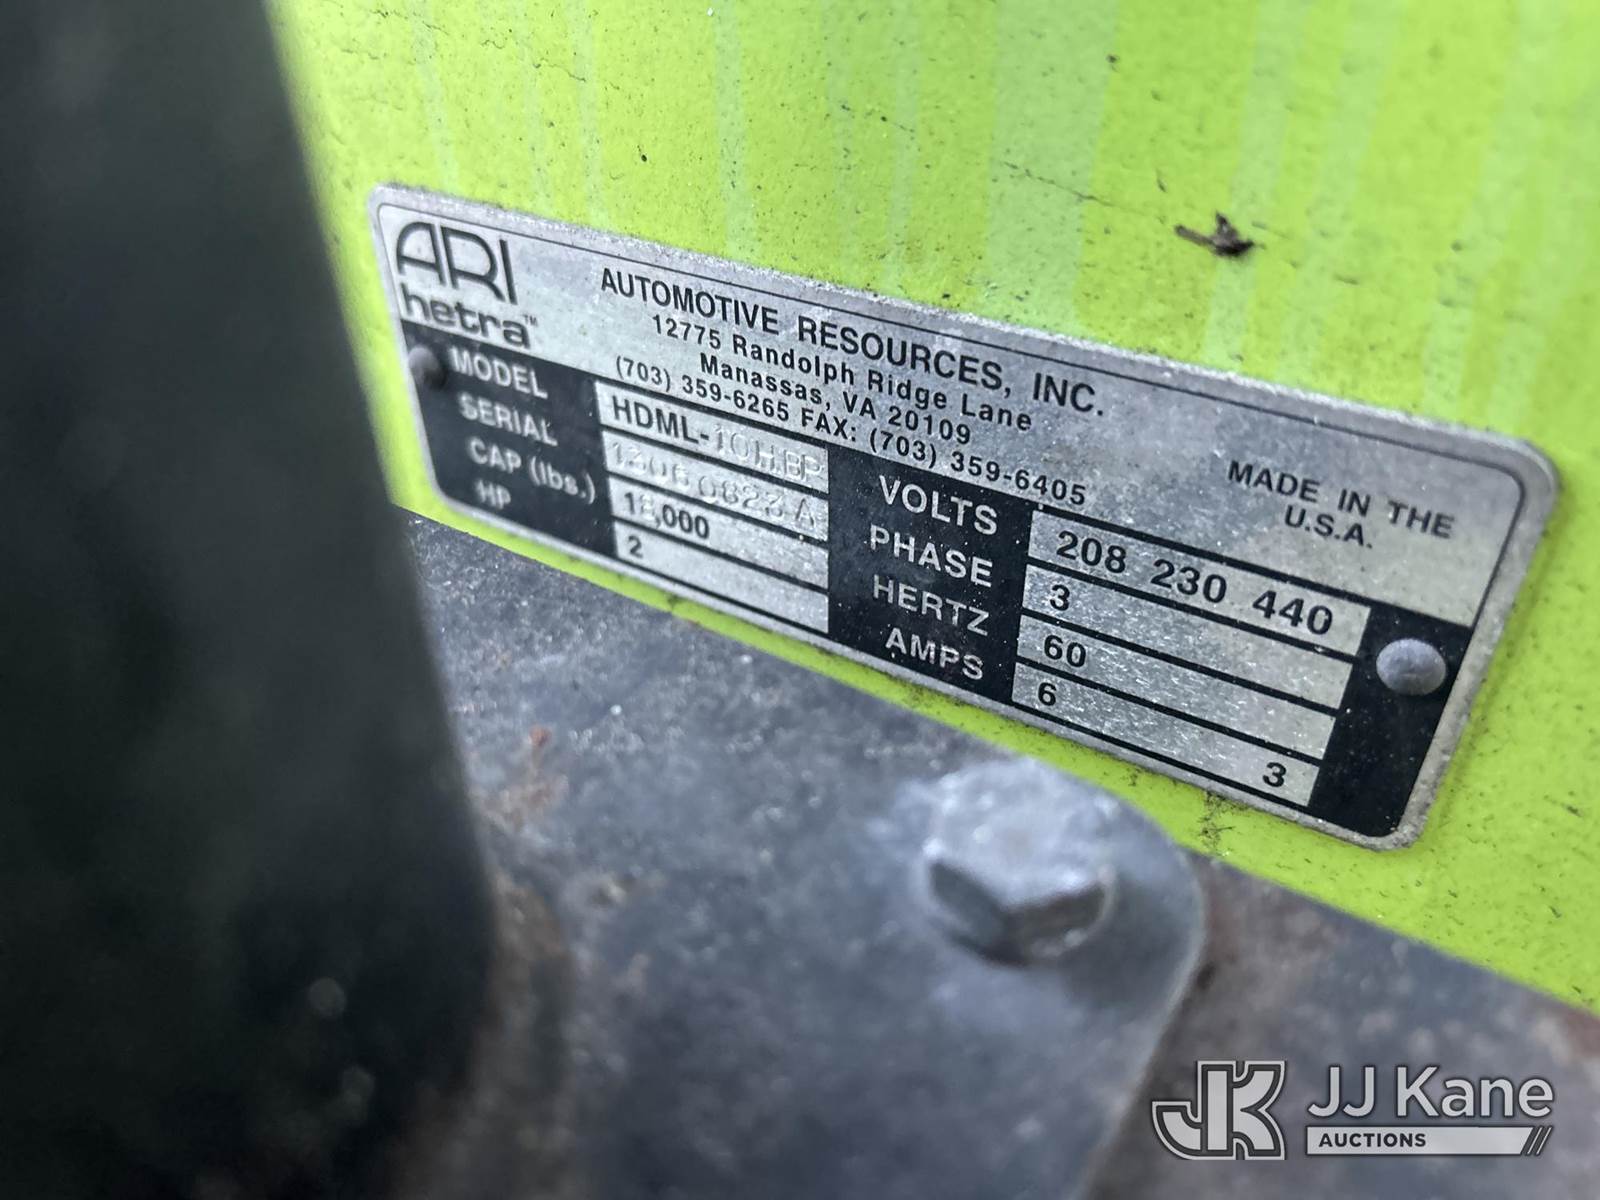 ARI
hetra™
AUTOMOTIVE RESOURCES, INC.
12775 Randolph Ridge Lane
Manassas, VA 20109
(703) 359-6265 FAX: (703) 359-6405
MADE IN THE
U.S.A.
MODEL HDML-
SERIAL
CAP (lbs.) 18,000
HP 2
VOLTS 208 230 440
PHASE 3
HERTZ 60
AMPS 6 3
JJ Kane
AUCTIONS